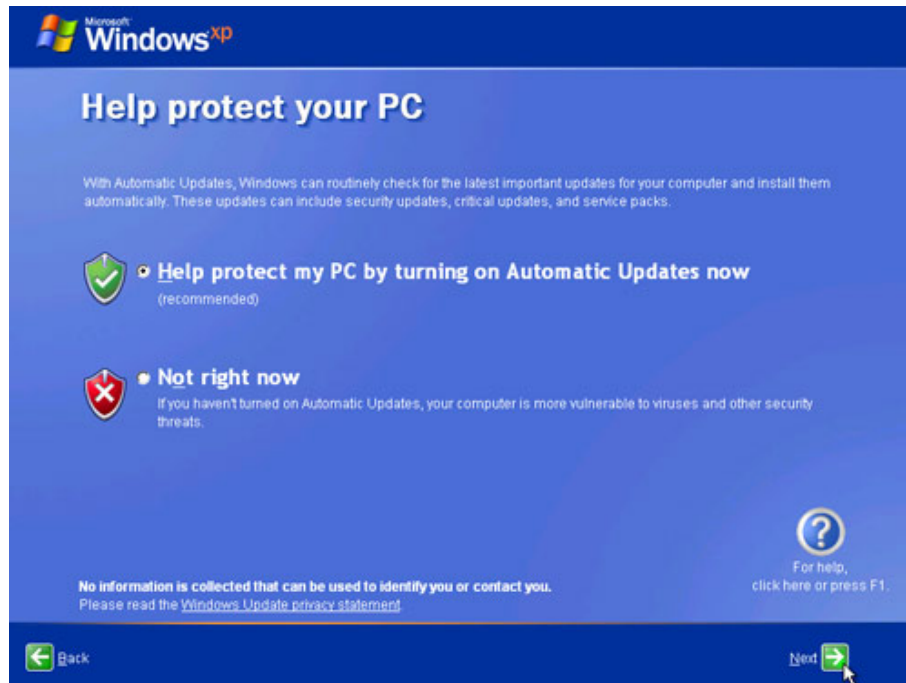 Microsoft
Windows xp
Help protect your PC
With Automatic Updates, Windows can routinely check for the latest important updates for your computer and install them
automatically. These updates can include security updates, critical updates, and service packs.
Help protect my PC by turning on Automatic Updates now
(recommended)
Not right now
If you haven't turned on Automatic Updates, your computer is more vulnerable to viruses and other security
threats.
For help,
click here or press F1.
No information is collected that can be used to identify you or contact you.
Please read the Windows Update privacy statement.
Back
Next